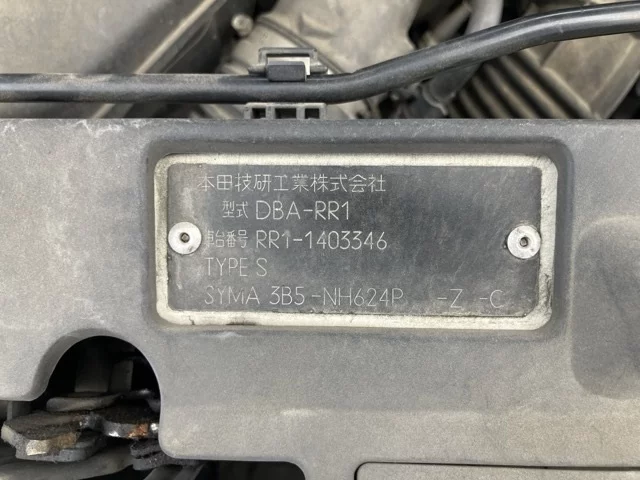 本田技研工業株式会社
型式 DBA-RR1
車台番号 RR1-1403346
TYPE S
SYMA 3B5-NH624P -Z -C